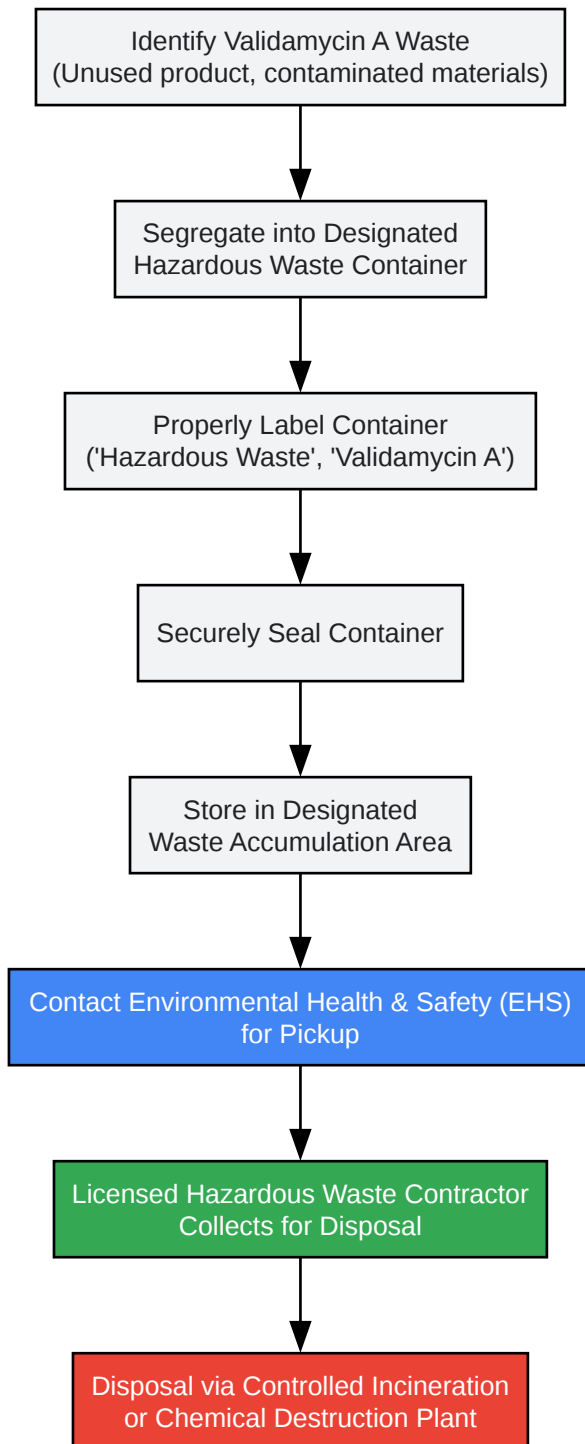 Identify Validamycin A Waste
(Unused product, contaminated materials)
Segregate into Designated
Hazardous Waste Container
Properly Label Container
('Hazardous Waste', 'Validamycin A')
Securely Seal Container
Store in Designated
Waste Accumulation Area
Contact Environmental Health & Safety (EHS)
for Pickup
Licensed Hazardous Waste Contractor
Collects for Disposal
Disposal via Controlled Incineration
or Chemical Destruction Plant